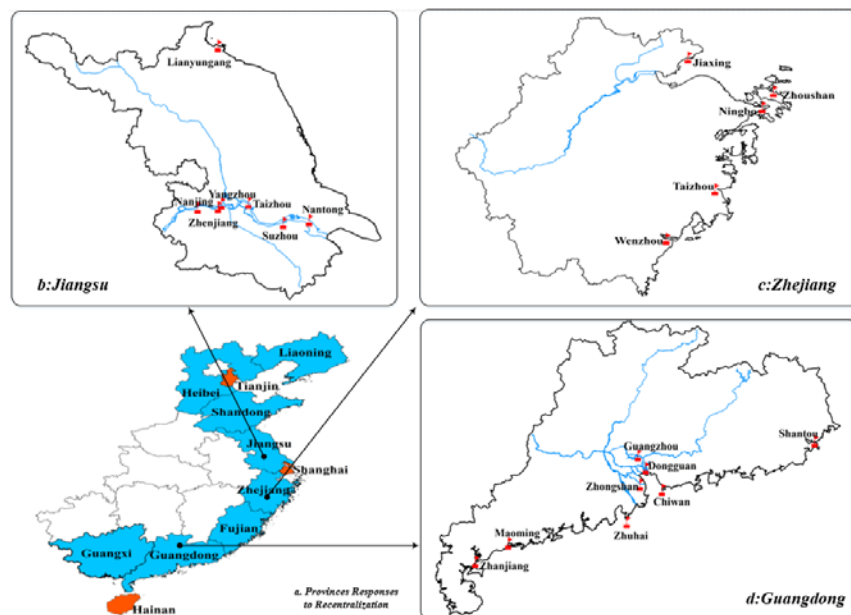 Lianyungang
Yangzhou
Nanjing
Taizhou
Nantong
Zhenjiang
Suzhou
b:Jiangsu
Jiaxing
Zhoushan
Ningbo
Taizhou
Wenzhou
c:Zhejiang
Liaoning
Tianjin
Heibei
Shandong
Jiangsu
Shanghai
Zhejiang
Fujian
Guangxi
Guangdong
Hainan
a. Provinces Responses
to Recentralization
Shantou
Guangzhou
Dongguan
Zhongshan
Chiwan
Zhuhai
Maoming
Zhanjiang
d:Guangdong